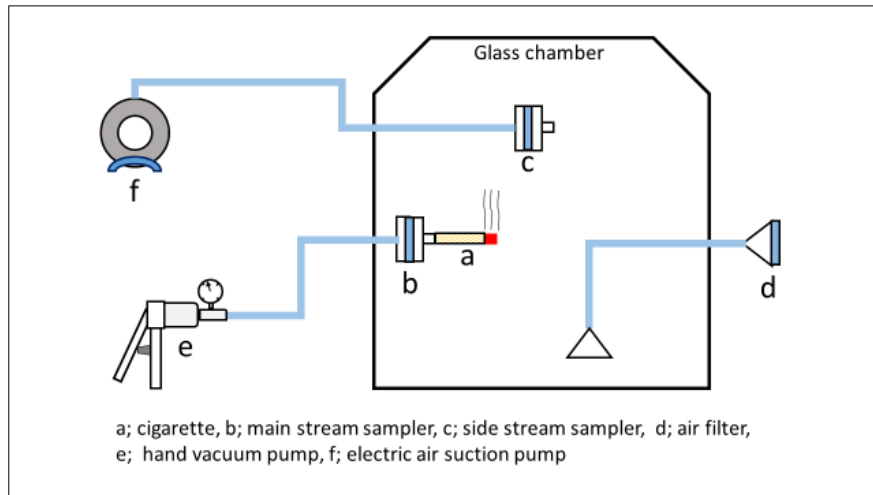 Glass chamber
c
f
a
b
d
e
a; cigarette, b; main stream sampler, c; side stream sampler,  d; air filter,
e;  hand vacuum pump, f; electric air suction pump